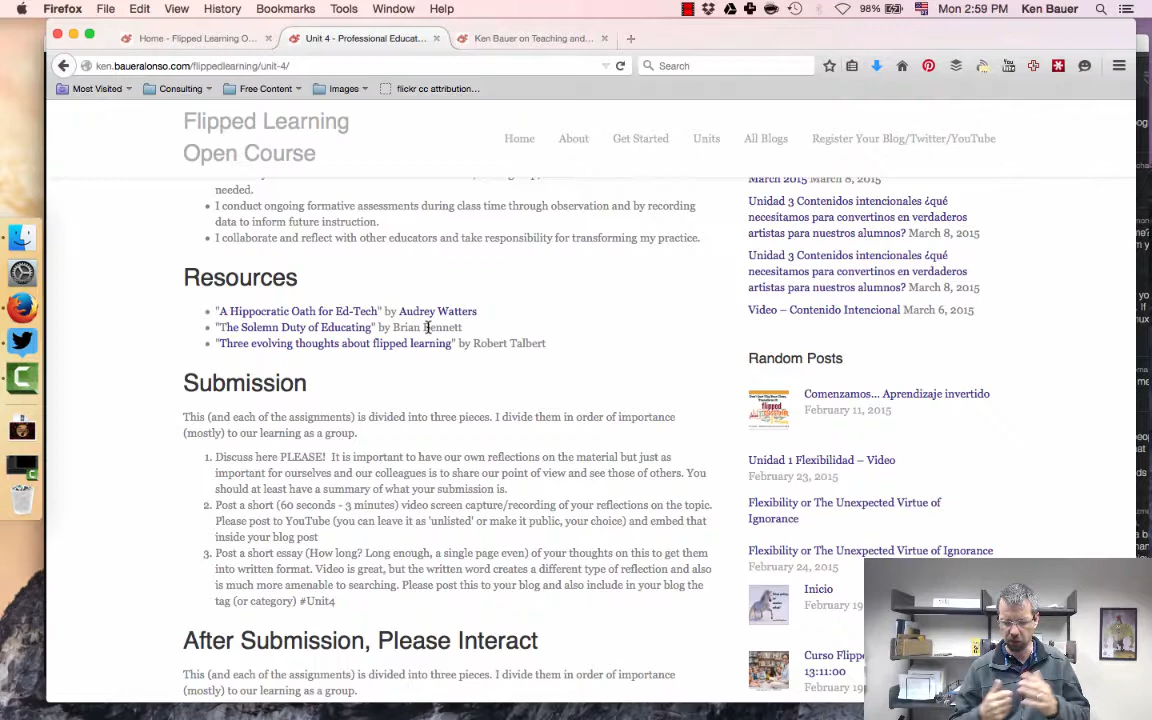 Firefox File Edit View History Bookmarks Tools Window Help 98% Mon 2:59 PM Ken Bauer
Home - Flipped Learning O... Unit 4 - Professional Educat... Ken Bauer on Teaching and...
ken.baueralonso.com/flippedlearning/unit-4/ Search
Most Visited Consulting Free Content Images flickr cc attribution...
Flipped Learning
Open Course
Home About Get Started Units All Blogs Register Your Blog/Twitter/YouTube
needed.
I conduct ongoing formative assessments during class time through observation and by recording
data to inform future instruction.
I collaborate and reflect with other educators and take responsibility for transforming my practice.
Resources
"A Hippocratic Oath for Ed-Tech" by Audrey Watters
"The Solemn Duty of Educating" by Brian Bennett
"Three evolving thoughts about flipped learning" by Robert Talbert
Submission
This (and each of the assignments) is divided into three pieces. I divide them in order of importance
(mostly) to our learning as a group.
1. Discuss here PLEASE! It is important to have our own reflections on the material but just as
important for ourselves and our colleagues is to share our point of view and see those of others. You
should at least have a summary of what your submission is.
2. Post a short (60 seconds - 3 minutes) video screen capture/recording of your reflections on the topic.
Please post to YouTube (you can leave it as 'unlisted' or make it public, your choice) and embed that
inside your blog post
3. Post a short essay (How long? Long enough, a single page even) of your thoughts on this to get them
into written format. Video is great, but the written word creates a different type of reflection and also
is much more amenable to searching. Please post this to your blog and also include in your blog the
tag (or category) #Unit4
After Submission, Please Interact
This (and each of the assignments) is divided into three pieces. I divide them in order of importance
(mostly) to our learning as a group.
March 2015 March 8, 2015
Unidad 3 Contenidos intencionales ¿qué
necesitamos para convertinos en verdaderos
artistas para nuestros alumnos? March 8, 2015
Unidad 3 Contenidos intencionales ¿qué
necesitamos para convertinos en verdaderos
artistas para nuestros alumnos? March 8, 2015
Video – Contenido Intencional March 6, 2015
Random Posts
Comenzamos... Aprendizaje invertido
February 11, 2015
Unidad 1 Flexibilidad – Video
February 23, 2015
Flexibility or The Unexpected Virtue of
Ignorance
Flexibility or The Unexpected Virtue of Ignorance
February 24, 2015
Inicio
February 19
Curso Flippe
13:11:00
February 19